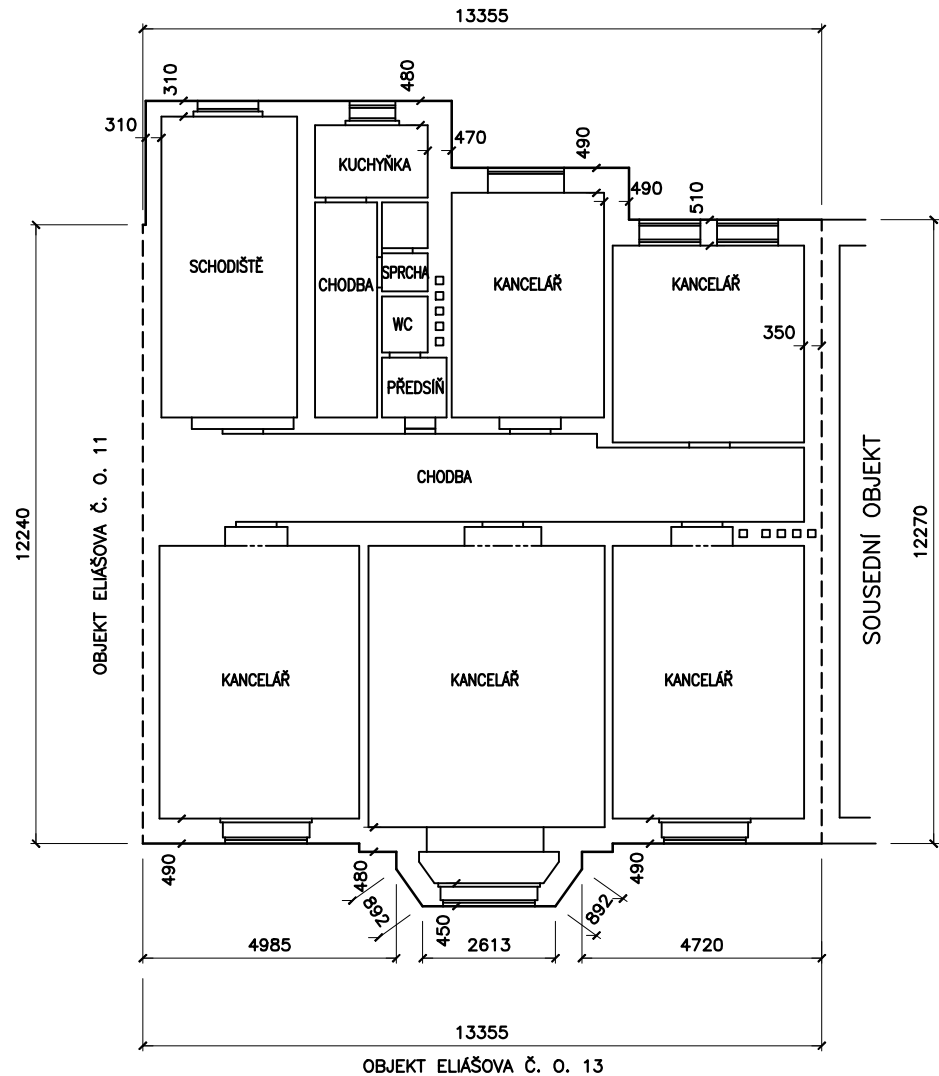 13355
310
480
310
470
490
KUCHYŇKA
490
510
SCHODIŠTĚ
CHODBA
SPRCHA
KANCELÁŘ
KANCELÁŘ
WC
350
PŘEDSÍŇ
CHODBA
12240
OBJEKT ELIÁŠOVA Č. O. 11
SOUSEDNÍ OBJEKT
12270
KANCELÁŘ
KANCELÁŘ
KANCELÁŘ
490
480
490
892
450
892
4985
2613
4720
13355
OBJEKT ELIÁŠOVA Č. O. 13